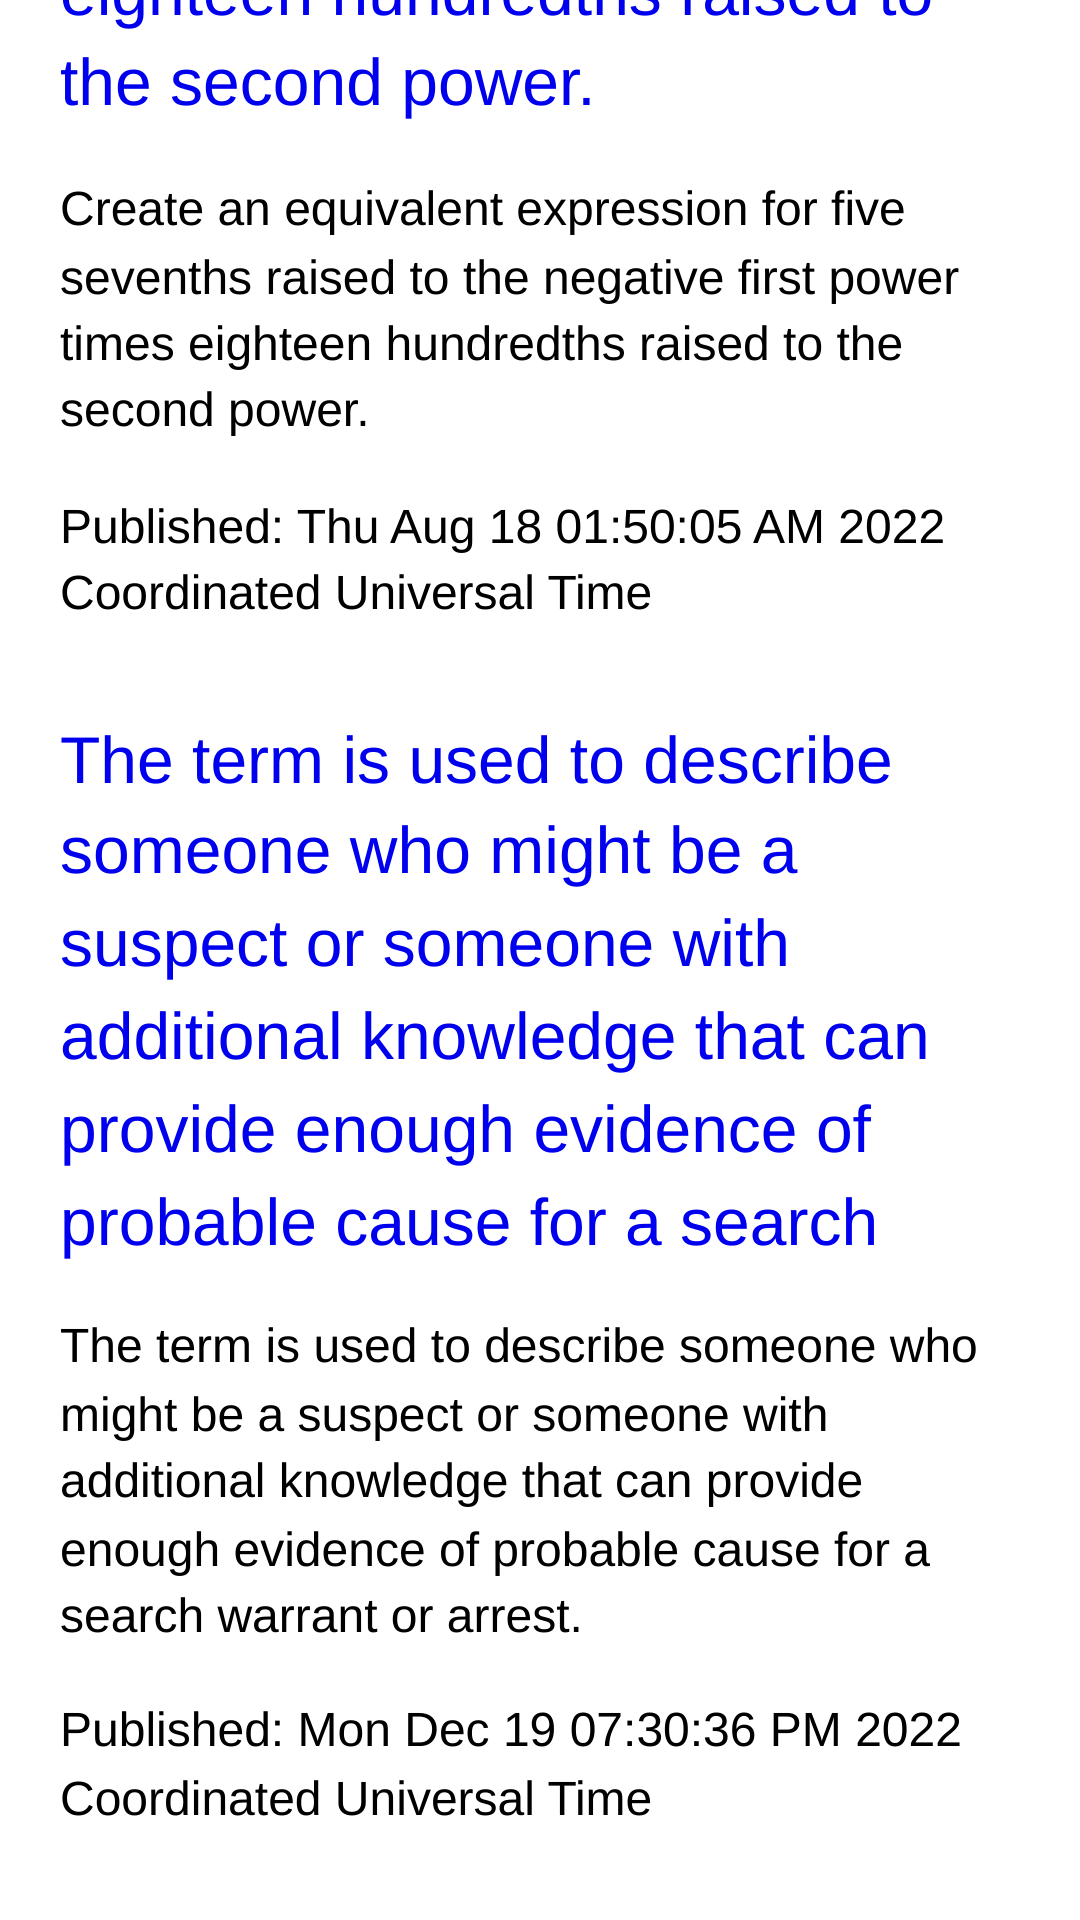 eighteen hundredths raised to
the second power.
Create an equivalent expression for five
sevenths raised to the negative first power
times eighteen hundredths raised to the
second power.
Published: Thu Aug 18 01:50:05 AM 2022
Coordinated Universal Time
The term is used to describe
someone who might be a
suspect or someone with
additional knowledge that can
provide enough evidence of
probable cause for a search
The term is used to describe someone who
might be a suspect or someone with
additional knowledge that can provide
enough evidence of probable cause for a
search warrant or arrest.
Published: Mon Dec 19 07:30:36 PM 2022
Coordinated Universal Time